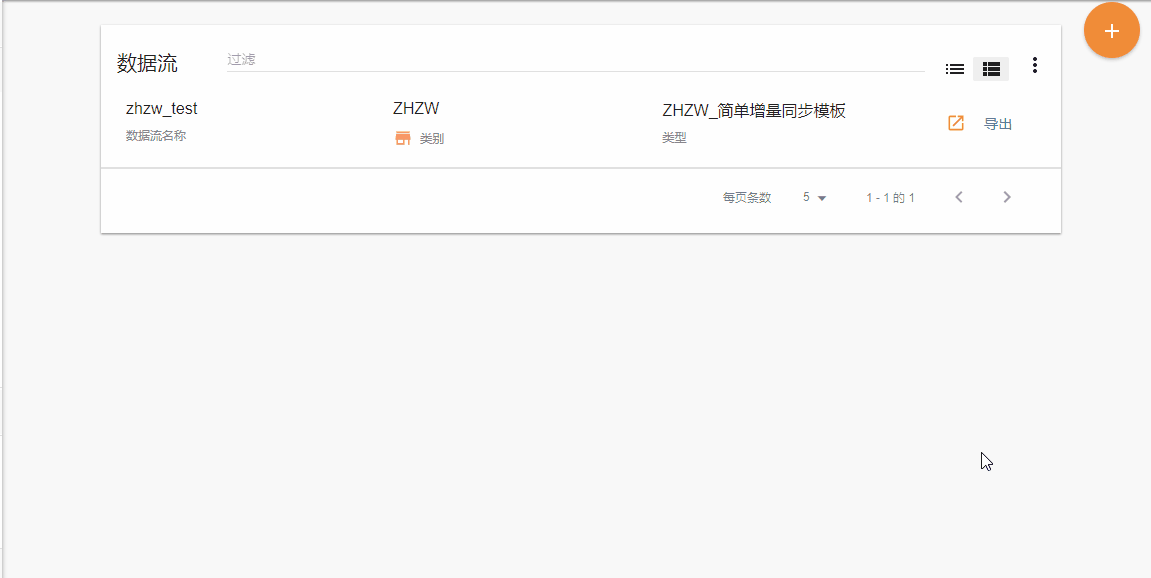 数据流
过滤
zhzw_test
数据流名称
ZHZW
类别
ZHZW_简单增量同步模板
类型
导出
每页条数
5
1 - 1 的 1